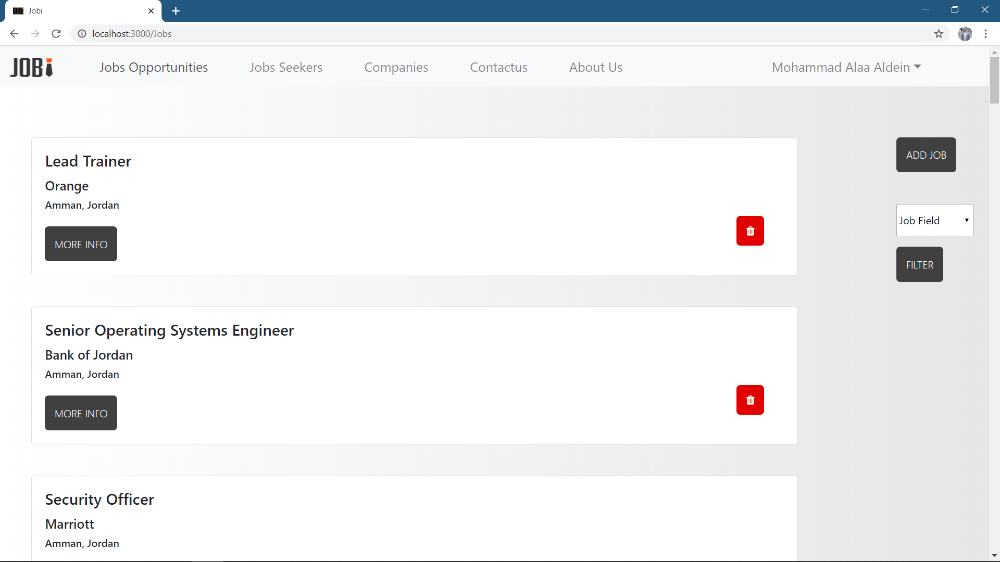 Jobi
localhost:3000/Jobs
JOBi
Jobs Opportunities
Jobs Seekers
Companies
Contactus
About Us
Mohammad Alaa Aldein
Lead Trainer
Orange
Amman, Jordan
MORE INFO
ADD JOB
Job Field
FILTER
Senior Operating Systems Engineer
Bank of Jordan
Amman, Jordan
MORE INFO
Security Officer
Marriott
Amman, Jordan